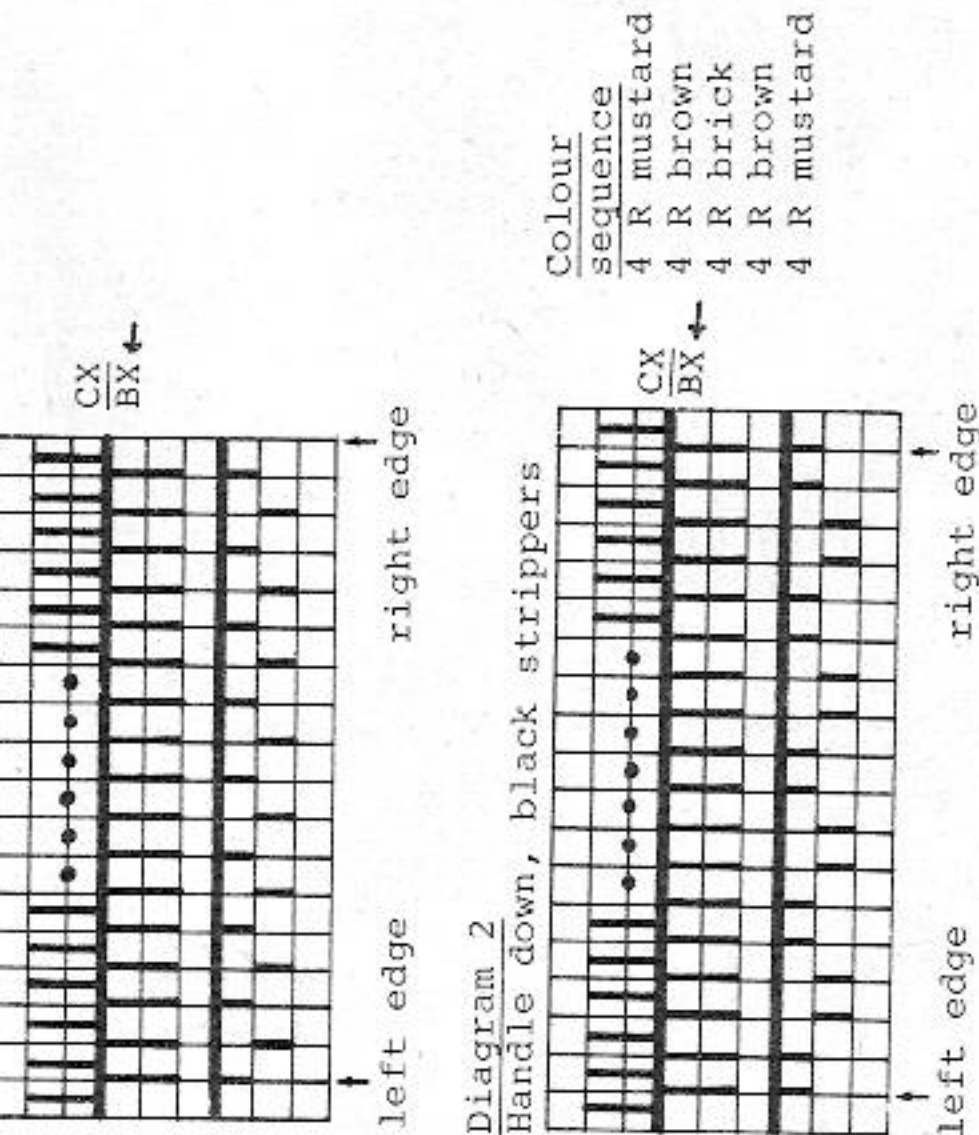 CX
BX
left edge
right edge
Diagram 2
Handle down, black strippers
CX
BX
Colour
sequence
4 R mustard
4 R brown
4 R brick
4 R brown
4 R mustard
left edge
right edge